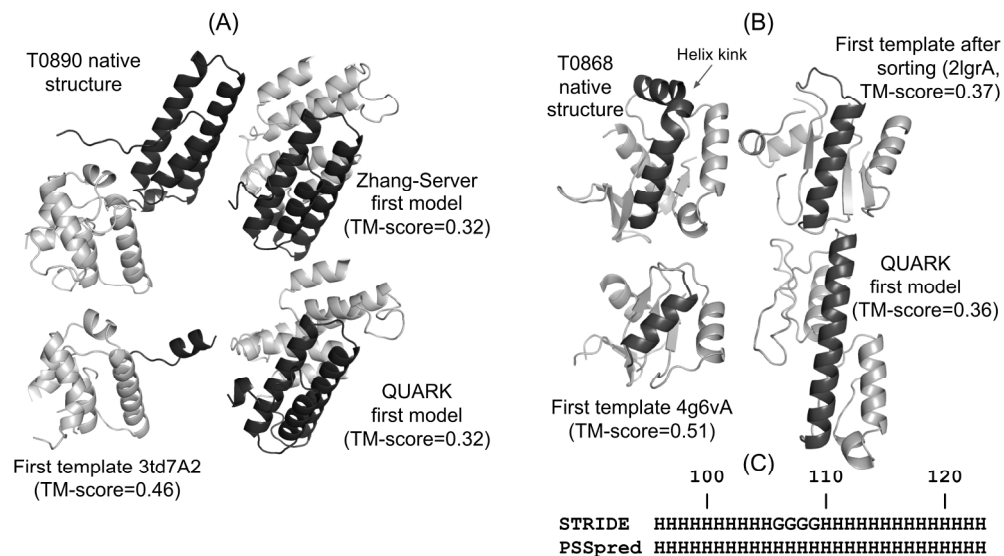 (A)
T0890 native
structure
Zhang-Server
first model
(TM-score=0.32)
First template 3td7A2
(TM-score=0.46)
QUARK
first model
(TM-score=0.32)
(B)
T0868
native
structure
Helix kink
First template after
sorting (2lgrA,
TM-score=0.37)
First template 4g6vA
(TM-score=0.51)
QUARK
first model
(TM-score=0.36)
(C)
100 110 120
STRIDE HHHHHHHHHHGGGGHHHHHHHHHHHHHH
PSSpred HHHHHHHHHHHHHHHHHHHHHHHHHHHH